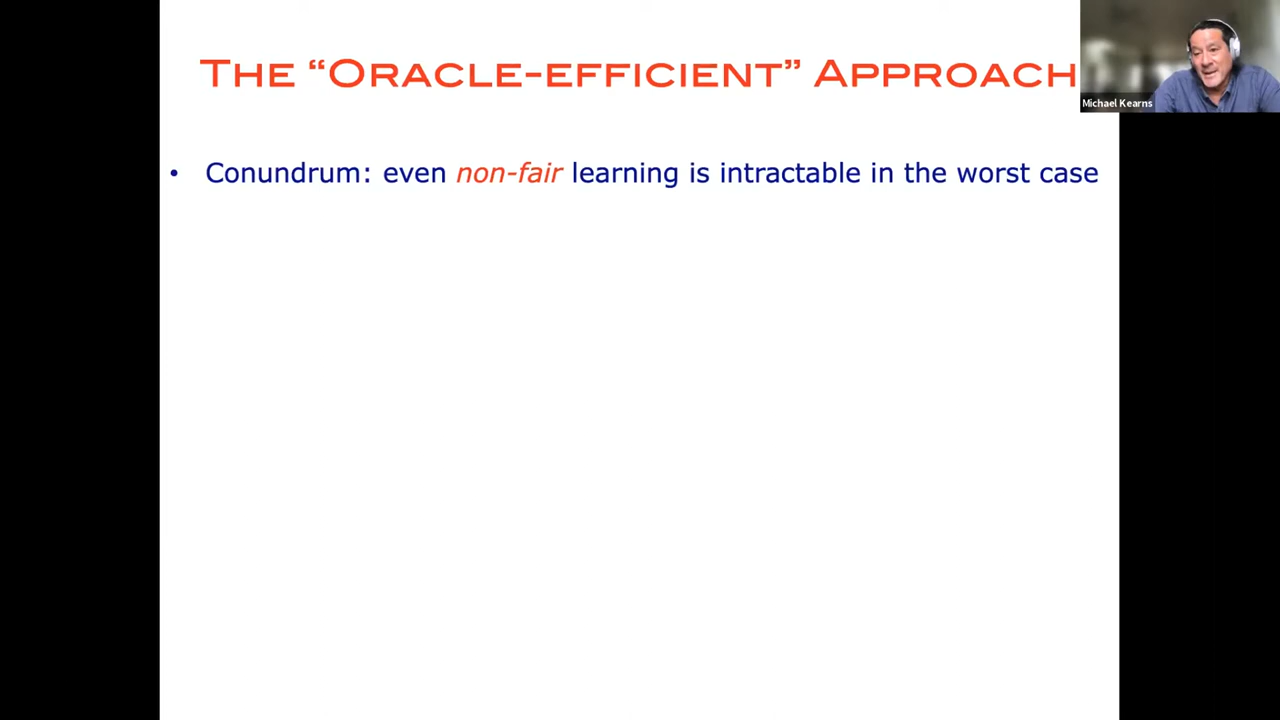 THE “ORACLE-EFFICIENT” APPROACH
Michael Kearns
• Conundrum: even non-fair learning is intractable in the worst case